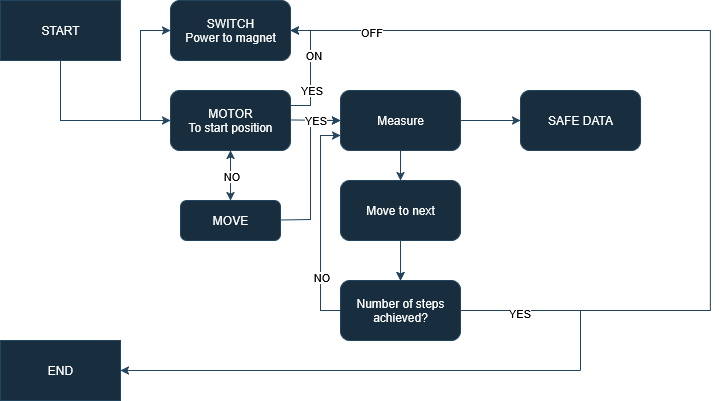 START
SWITCH
Power to magnet
OFF
ON
YES
MOTOR
To start position
YES
Measure
SAFE DATA
NO
MOVE
Move to next
NO
Number of steps
achieved?
YES
END